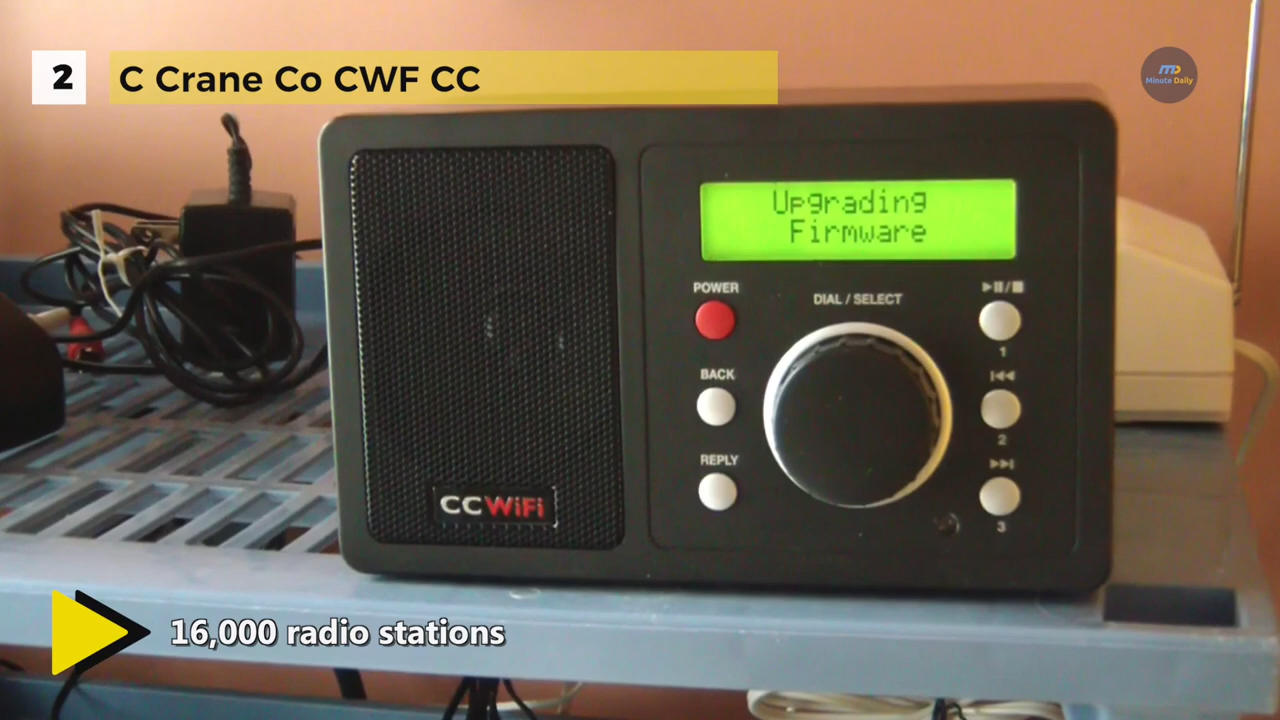 2
C Crane Co CWF CC
Minute Daily
Upgrading
Firmware
POWER
DIAL / SELECT
1
BACK
2
REPLY
3
CCWiFi
16,000 radio stations